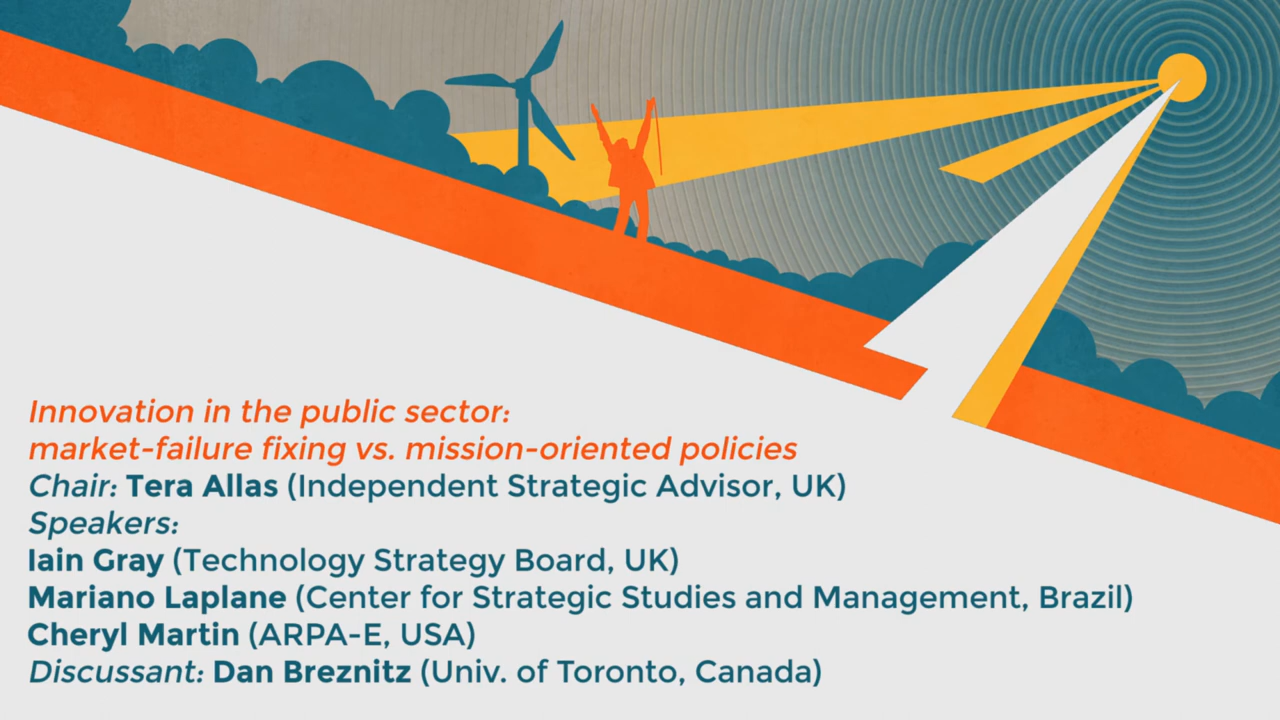 Innovation in the public sector:
market-failure fixing vs. mission-oriented policies
Chair: Tera Allas (Independent Strategic Advisor, UK)
Speakers:
Iain Gray (Technology Strategy Board, UK)
Mariano Laplane (Center for Strategic Studies and Management, Brazil)
Cheryl Martin (ARPA-E, USA)
Discussant: Dan Breznitz (Univ. of Toronto, Canada)